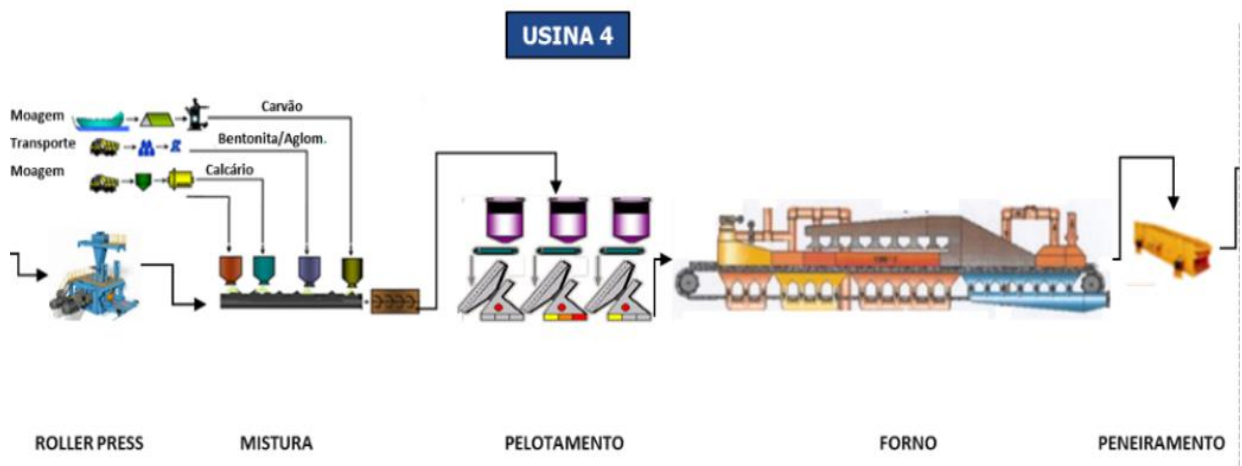 USINA 4
Moagem
Carvão
Transporte
Bentonita/Aglom.
Moagem
Calcário
ROLLER PRESS
MISTURA
PELOTAMENTO
FORNO
PENEIRAMENTO